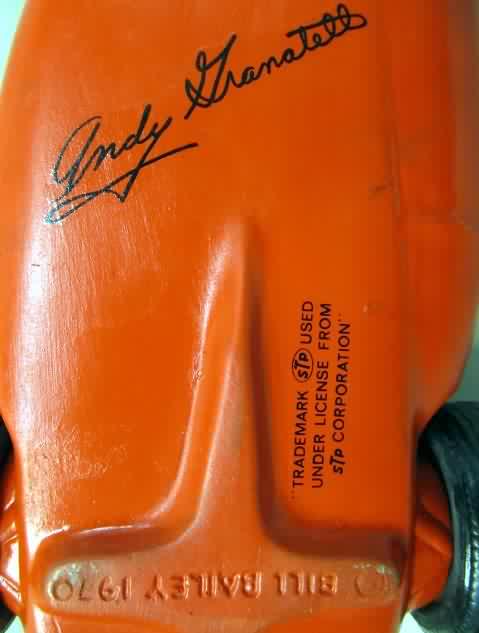 Andy Granatelli
"TRADEMARK STP USED
UNDER LICENSE FROM
STP CORPORATION"
© BILL BAILEY 1970